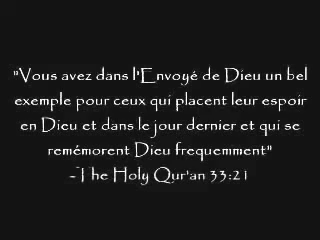 "Vous avez dans l'Envoyé de Dieu un bel
exemple pour ceux qui placent leur espoir
en Dieu et dans le jour dernier et qui se
remémorent Dieu frequemment"
-The Holy Qur'an 33:21